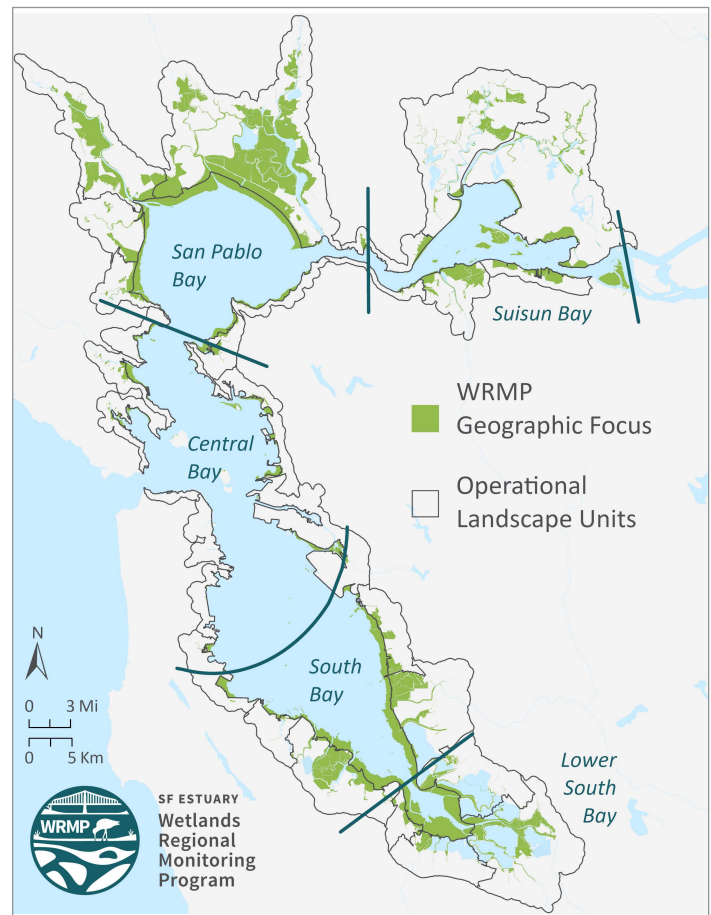 San Pablo
Bay
Suisun Bay
WRMP
Geographic Focus
Central
Bay
Operational
Landscape Units
N
0 3 Mi
0 5 Km
South
Bay
Lower
South
Bay
WRMP
SF ESTUARY
Wetlands
Regional
Monitoring
Program